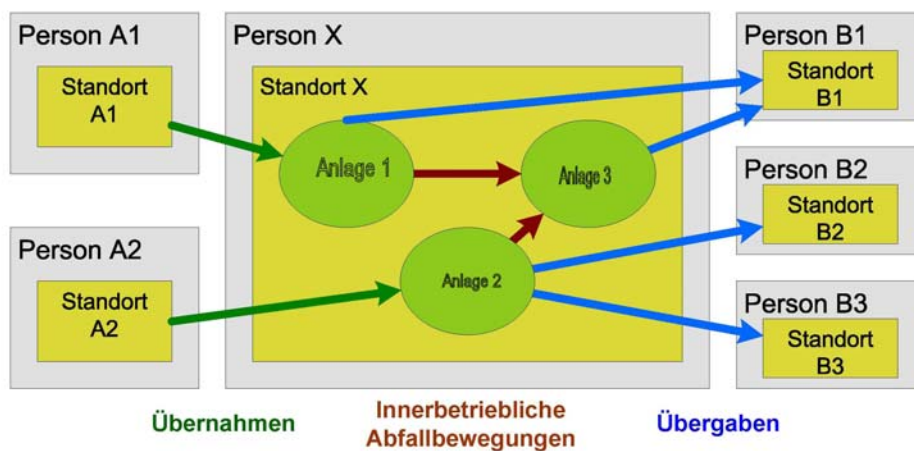 Person A1
Standort
A1
Person A2
Standort
A2
Person X
Standort X
Anlage 1
Anlage 3
Anlage 2
Person B1
Standort
B1
Person B2
Standort
B2
Person B3
Standort
B3
Übernahmen
Innerbetriebliche
Abfallbewegungen
Übergaben